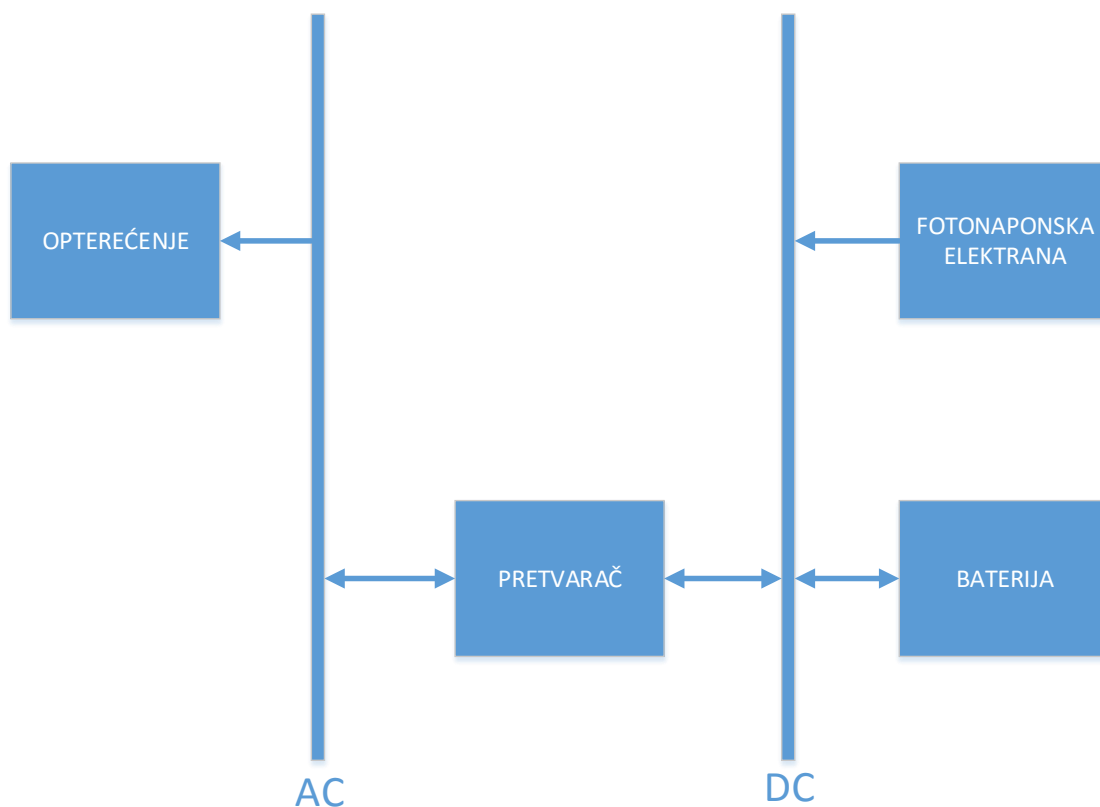 OPTEREĆENJE
FOTONAPONSKA
ELEKTRANA
PRETVARAČ
BATERIJA
AC
DC